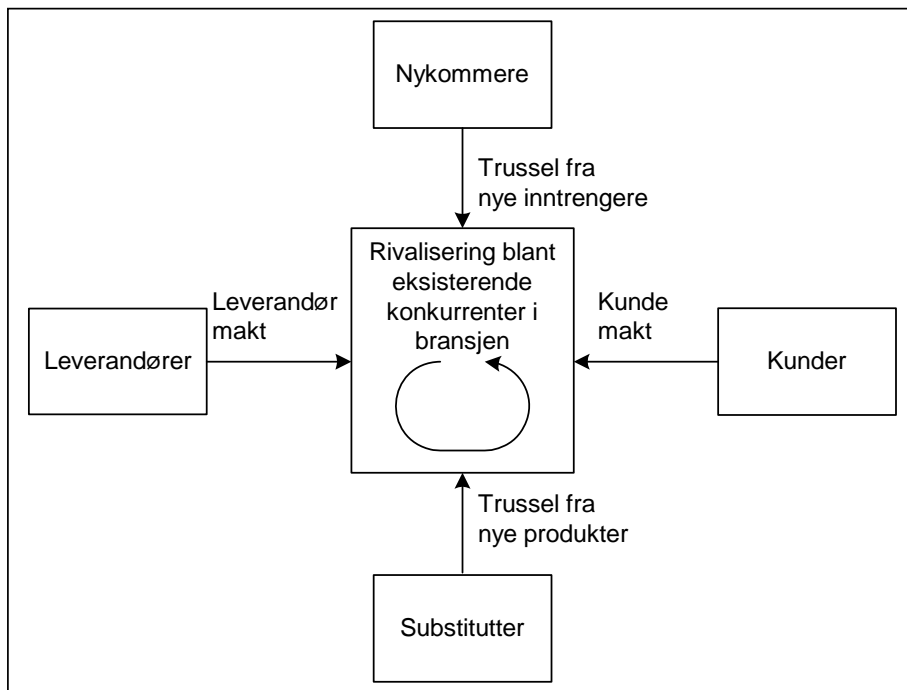 Nykommere
Trussel fra
nye inntrengere
Rivalisering blant
eksisterende
konkurrenter i
bransjen
Leverandør
makt
Leverandører
Kunde
makt
Kunder
Trussel fra
nye produkter
Substitutter